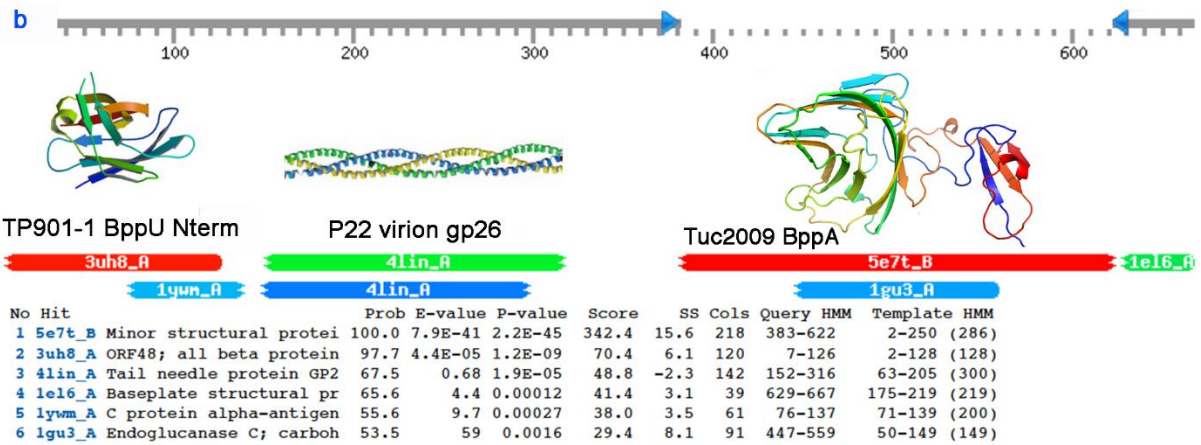 b
100 200 300 400 500 600
TP901-1 BppU Nterm P22 virion gp26 Tuc2009 BppA
3uh8_A 4lin_A 5e7t_B 1el6_A
1ywm_A 4lin_A 1gu3_A
No Hit Prob E-value P-value Score SS Cols Query HMM Template HMM
1 5e7t_B Minor structural protei 100.0 7.9E-41 2.2E-45 342.4 15.6 218 383-622 2-250 (286)
2 3uh8_A ORF48; all beta protein 97.7 4.4E-05 1.2E-09 70.4 6.1 120 7-126 2-128 (128)
3 4lin_A Tail needle protein GP2 67.5 0.68 1.9E-05 48.8 -2.3 142 152-316 63-205 (300)
4 1el6_A Baseplate structural pr 65.6 4.4 0.00012 41.4 3.1 39 629-667 175-219 (219)
5 1ywm_A C protein alpha-antigen 55.6 9.7 0.00027 38.0 3.5 61 76-137 71-139 (200)
6 1gu3_A Endoglucanase C; carboh 53.5 59 0.0016 29.4 8.1 91 447-559 50-149 (149)